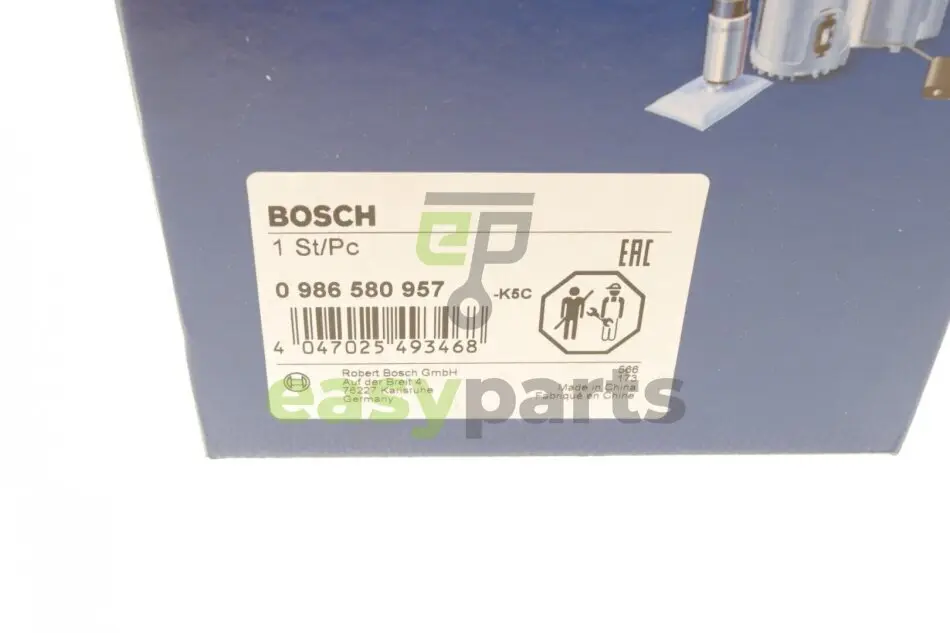 BOSCH
1 St/Pc
EAC
0 986 580 957 -K5C
4 047025 493468
Robert Bosch GmbH
Auf der Breit 4
76227 Karlsruhe
Germany
566
173
Made in China
Fabriqué en Chine
ep
easyparts